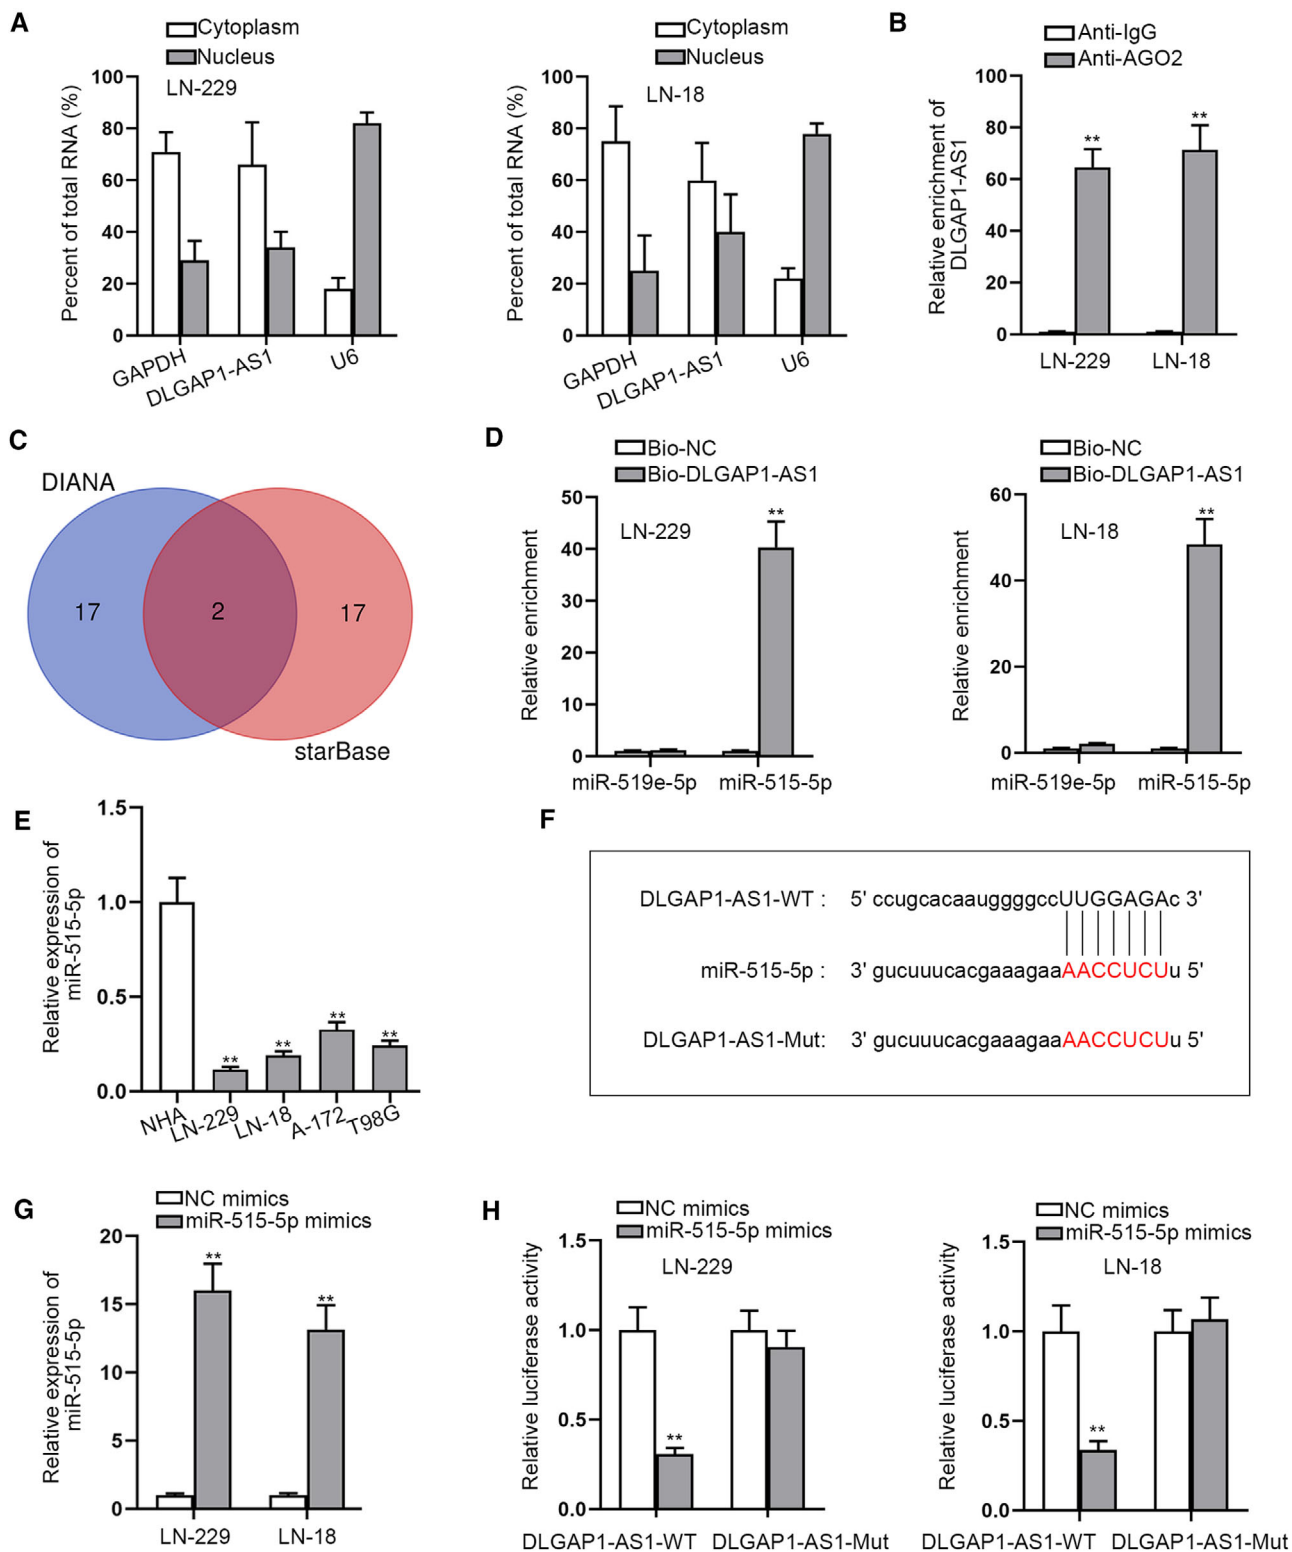 A
Cytoplasm
Nucleus
LN-229
Percent of total RNA (%)
100
80
60
40
20
0
GAPDH
DLGAP1-AS1
U6
Cytoplasm
Nucleus
LN-18
Percent of total RNA (%)
100
80
60
40
20
0
GAPDH
DLGAP1-AS1
U6
B
Anti-IgG
Anti-AGO2
Relative enrichment of
DLGAP1-AS1
100
80
60
40
20
0
**
**
LN-229
LN-18
C
DIANA
17
2
17
starBase
D
Bio-NC
Bio-DLGAP1-AS1
LN-229
Relative enrichment
50
40
30
20
10
0
**
miR-519e-5p
miR-515-5p
Bio-NC
Bio-DLGAP1-AS1
LN-18
Relative enrichment
60
40
20
0
**
miR-519e-5p
miR-515-5p
E
Relative expression of
miR-515-5p
1.5
1.0
0.5
0.0
**
**
**
**
NHA
LN-229
LN-18
A-172
T98G
F
DLGAP1-AS1-WT : 5' ccugcacaauggggccUUGGAGAc 3'
miR-515-5p : 3' gucuuucacgaaagaaAACCUCUu 5'
DLGAP1-AS1-Mut: 3' gucuuucacgaaagaaAACCUCUu 5'
G
NC mimics
miR-515-5p mimics
Relative expression of
miR-515-5p
20
15
10
5
0
**
**
LN-229
LN-18
H
NC mimics
miR-515-5p mimics
LN-229
Relative luciferase activity
1.5
1.0
0.5
0.0
**
DLGAP1-AS1-WT
DLGAP1-AS1-Mut
NC mimics
miR-515-5p mimics
LN-18
Relative luciferase activity
1.5
1.0
0.5
0.0
**
DLGAP1-AS1-WT
DLGAP1-AS1-Mut